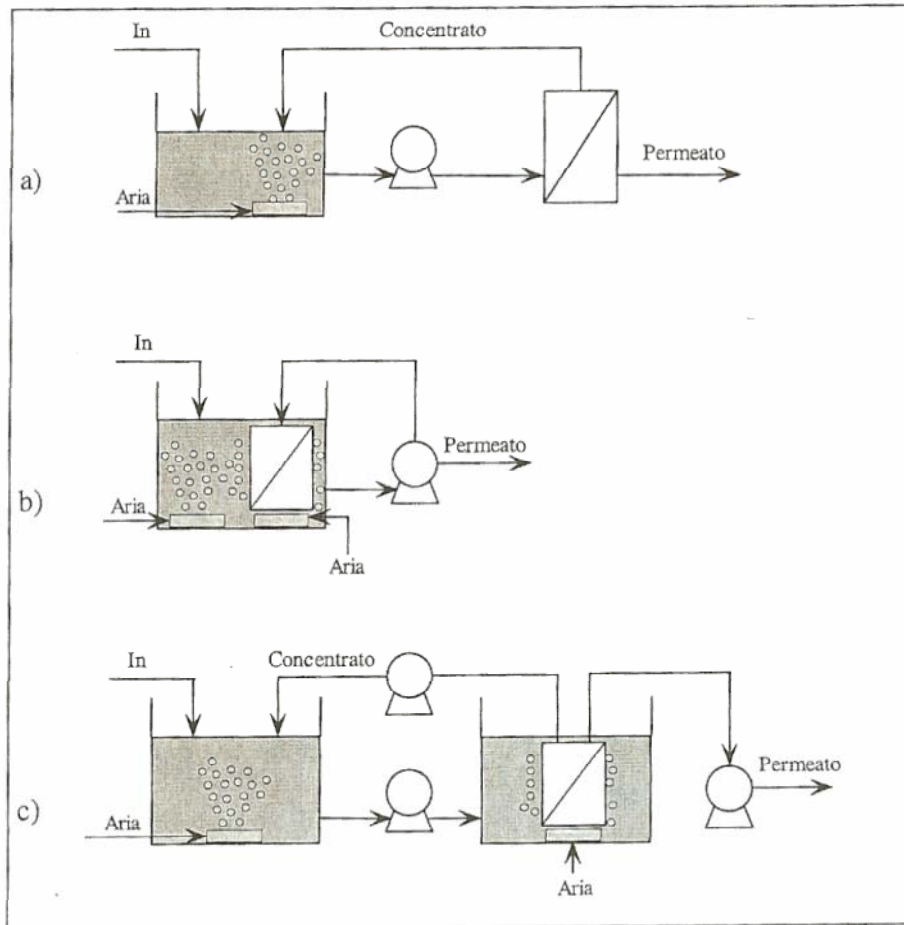 In
Concentrato
Permeato
a)
Aria
In
Permeato
b)
Aria
Aria
In
Concentrato
Permeato
c)
Aria
Aria